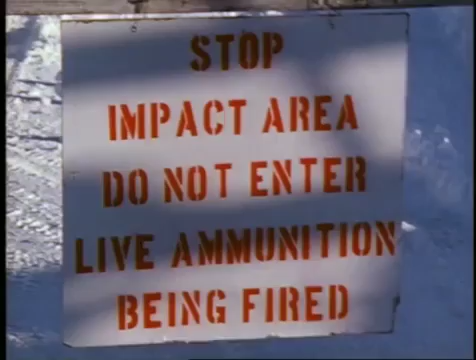 STOP
IMPACT AREA
DO NOT ENTER
LIVE AMMUNITION
BEING FIRED